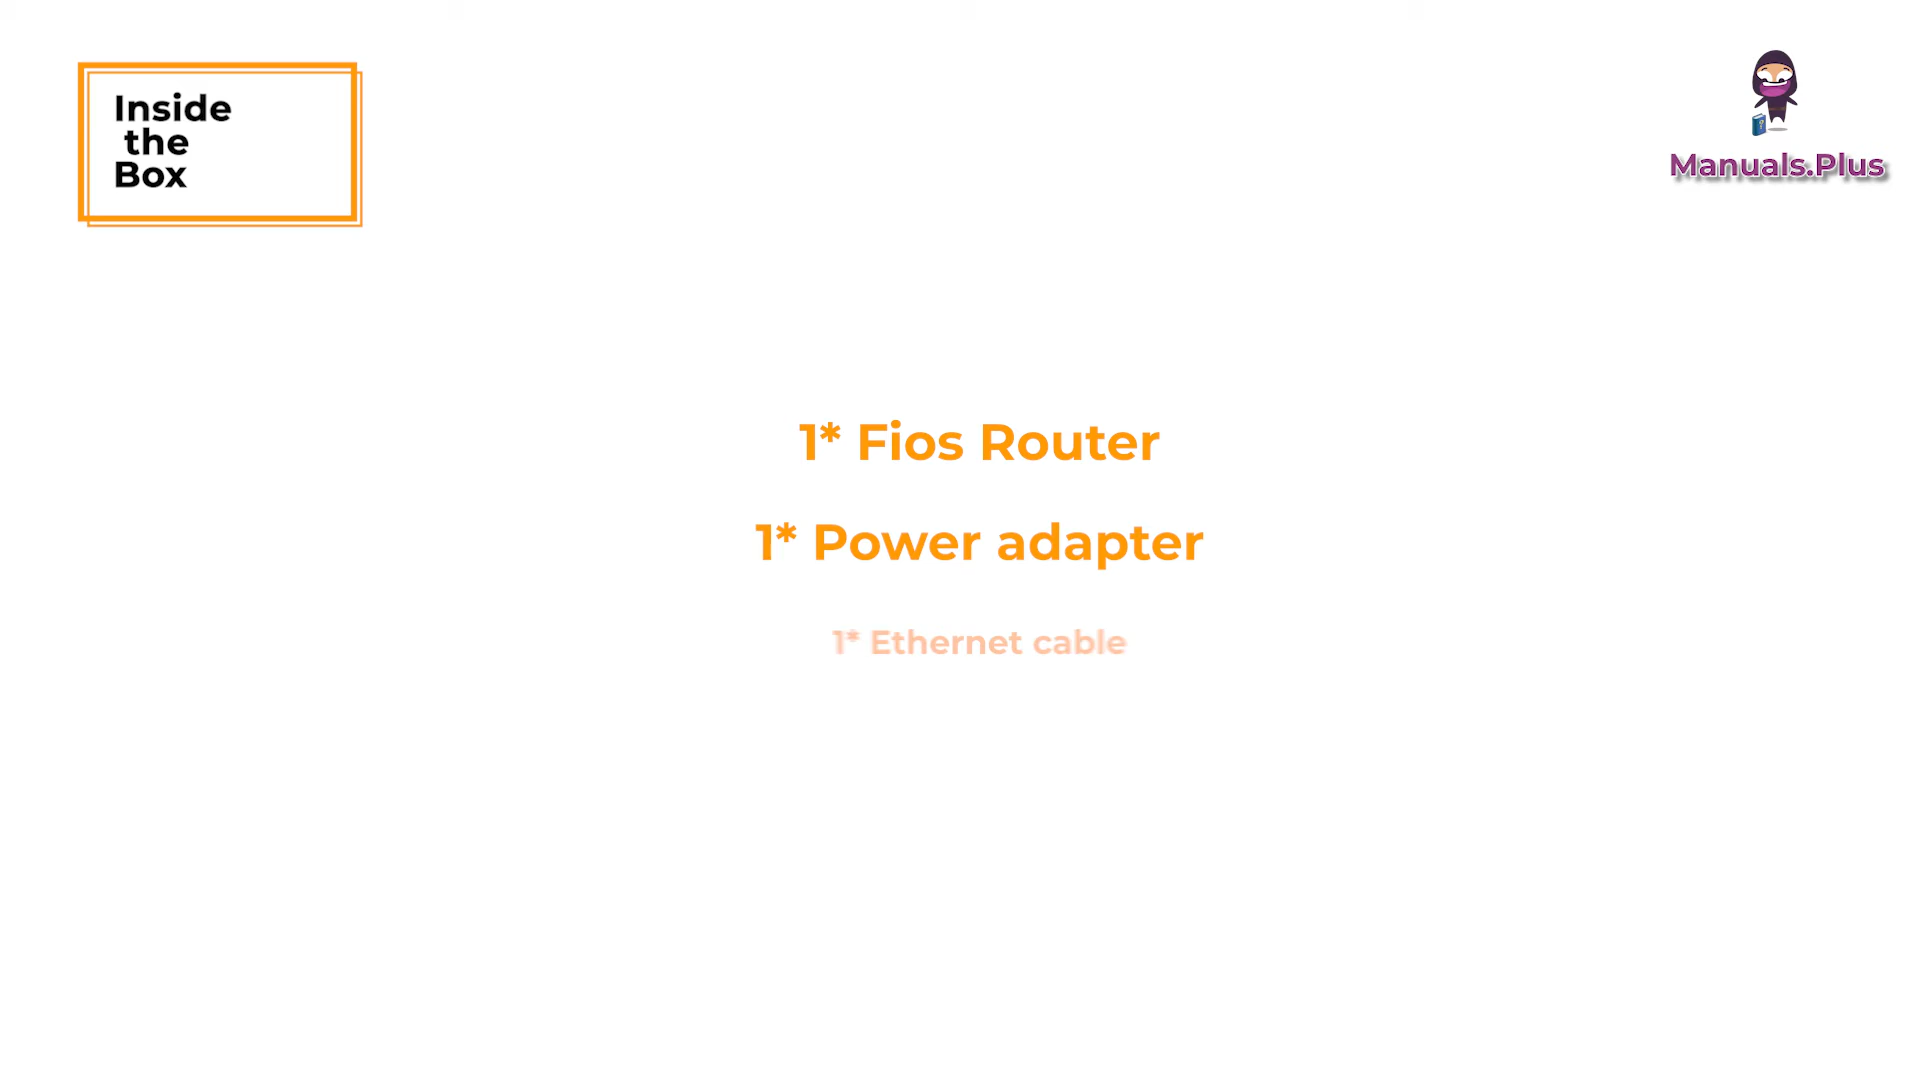 Inside
the
Box
Manuals.Plus
1* Fios Router
1* Power adapter
1* Ethernet cable